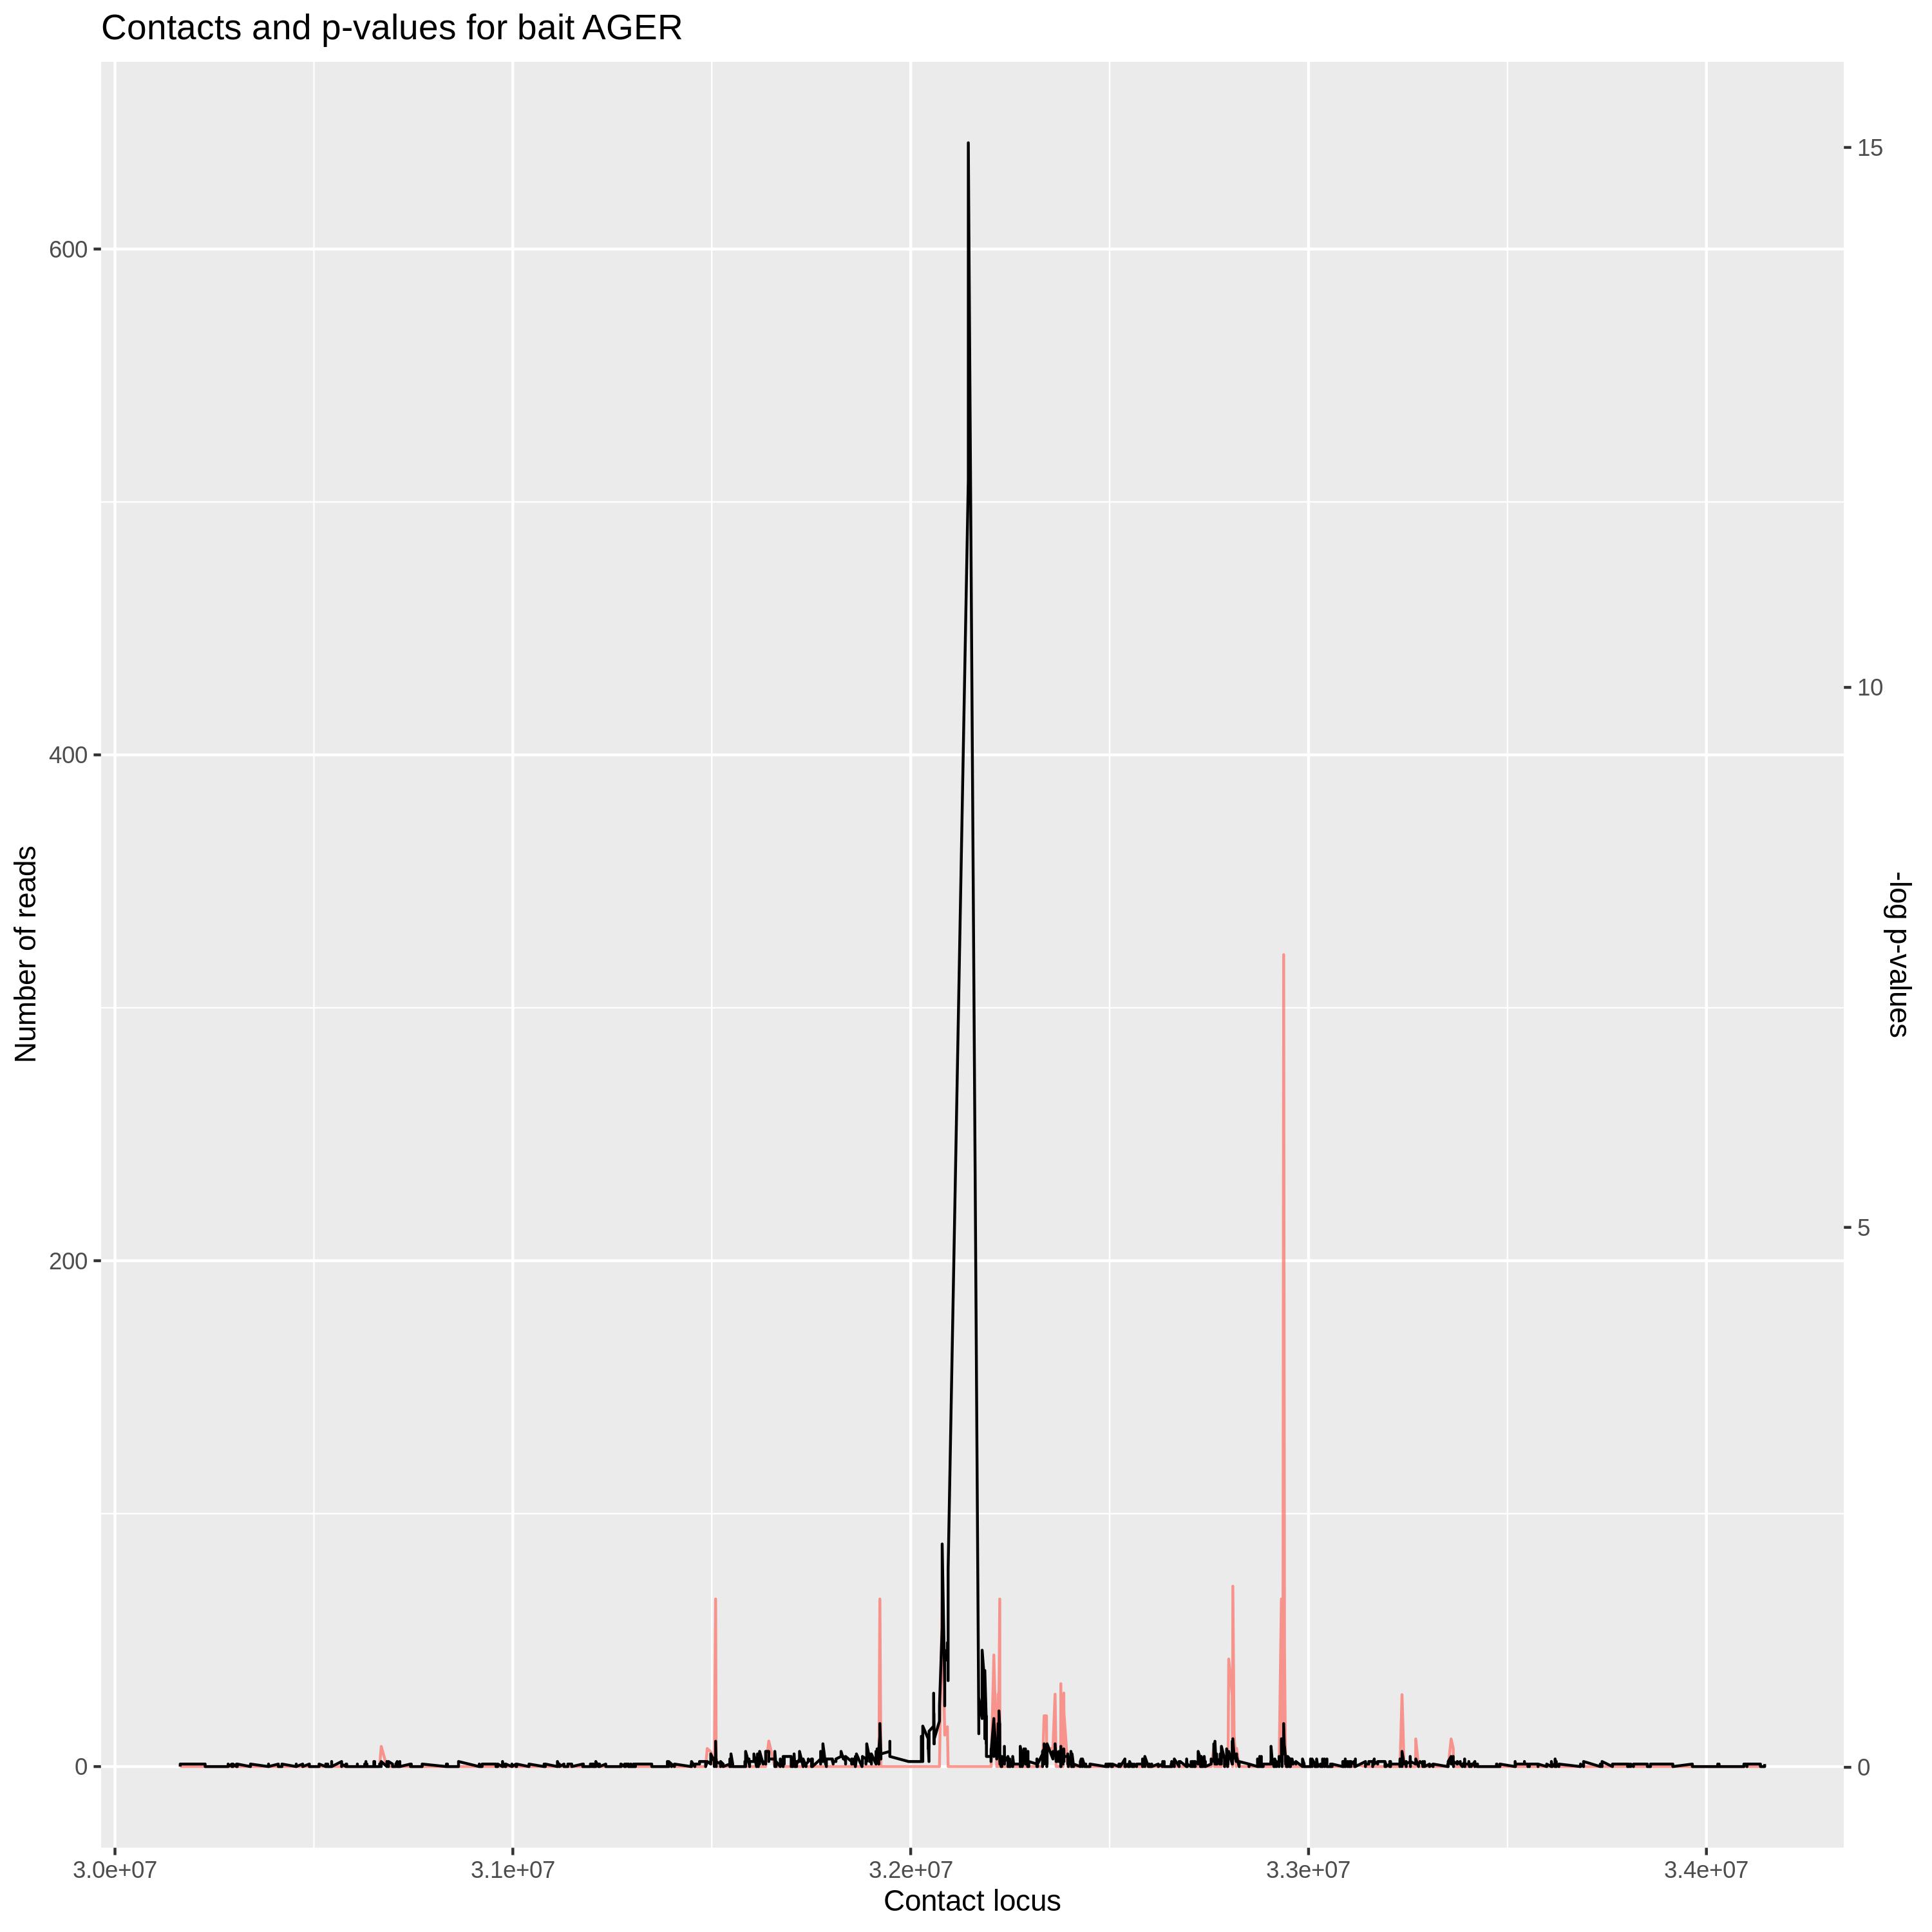 Contacts and p-values for bait AGER
600
400
200
0
Number of reads
15
10
5
0
-log p-values
3.0e+07
3.1e+07
3.2e+07
3.3e+07
3.4e+07
Contact locus